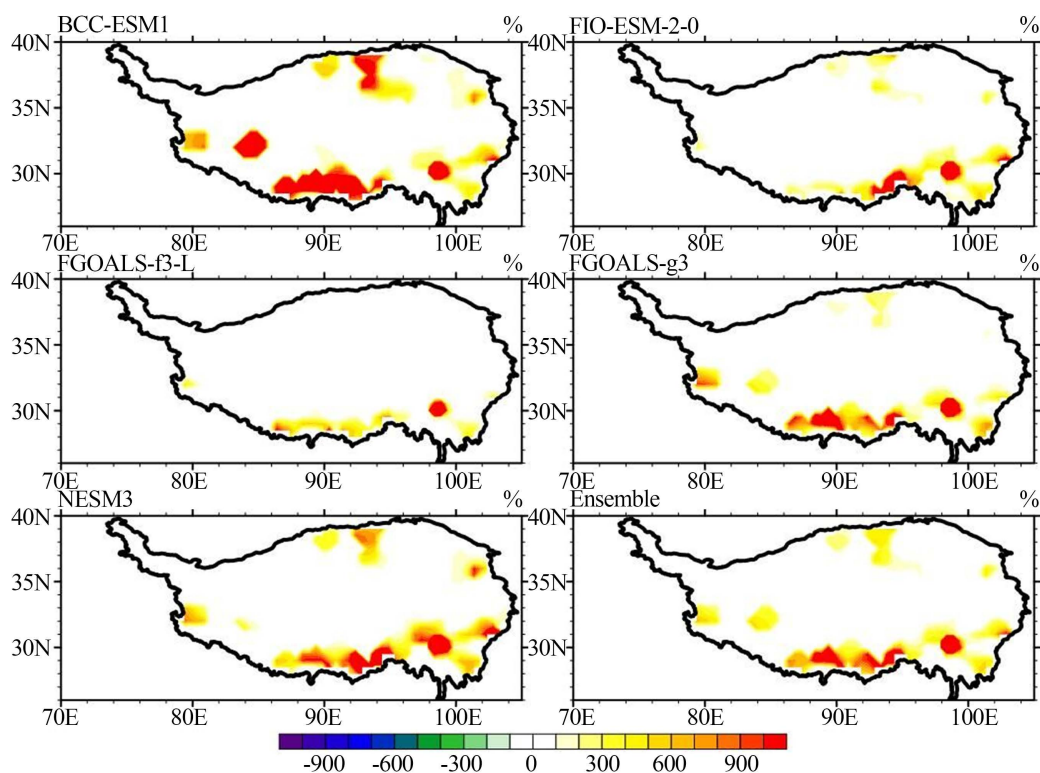 BCC-ESM1 % FIO-ESM-2-0 %
40N 40N
35N 35N
30N 30N
70E 80E 90E 100E 70E 80E 90E 100E
FGOALS-f3-L % FGOALS-g3 %
40N 40N
35N 35N
30N 30N
70E 80E 90E 100E 70E 80E 90E 100E
NESM3 % Ensemble %
40N 40N
35N 35N
30N 30N
70E 80E 90E 100E 70E 80E 90E 100E
-900 -600 -300 0 300 600 900